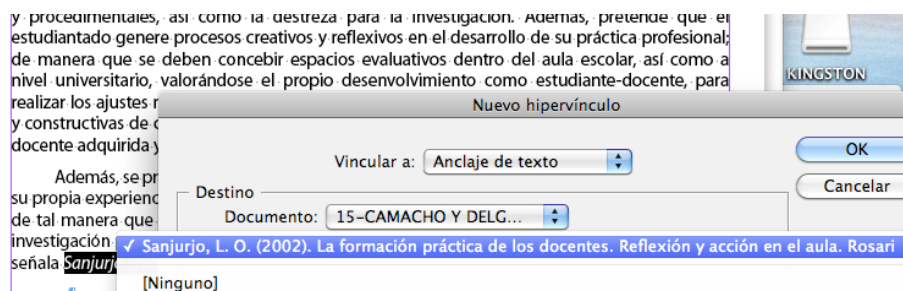 y procedimentales, así como la destreza para la investigación. Además, pretende que el
estudiantado genere procesos creativos y reflexivos en el desarrollo de su práctica profesional;
de manera que se deben concebir espacios evaluativos dentro del aula escolar, así como a
nivel universitario, valorándose el propio desenvolvimiento como estudiante-docente, para
KINGSTON
realizar los ajustes
Nuevo hipervínculo
y constructivas de
docente adquirida y
Vincular a: Anclaje de texto
OK
Además, se
Destino
Cancelar
su propia
Documento: 15-CAMACHO Y DELG...
de tal manera que
investigación
✓ Sanjurjo, L. O. (2002). La formación práctica de los docentes. Reflexión y acción en el aula. Rosari
señala
[Ninguno]